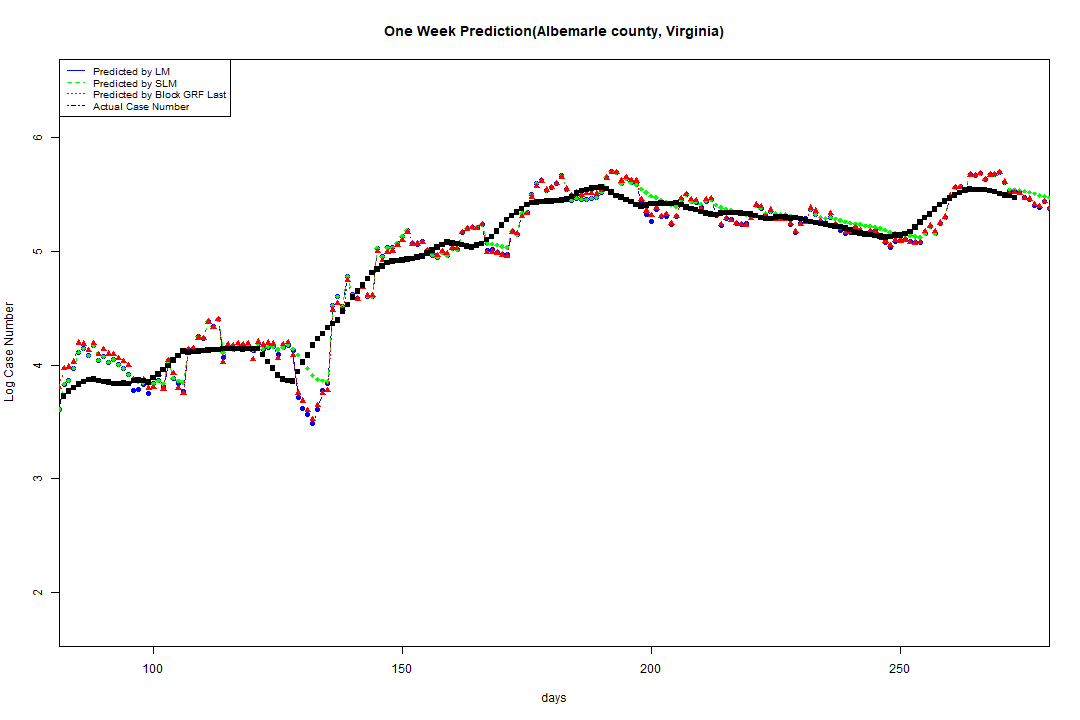 One Week Prediction(Albemarle county, Virginia)
Predicted by LM
Predicted by SLM
Predicted by Block GRF Last
Actual Case Number
6
5
4
3
2
Log Case Number
100 150 200 250
days